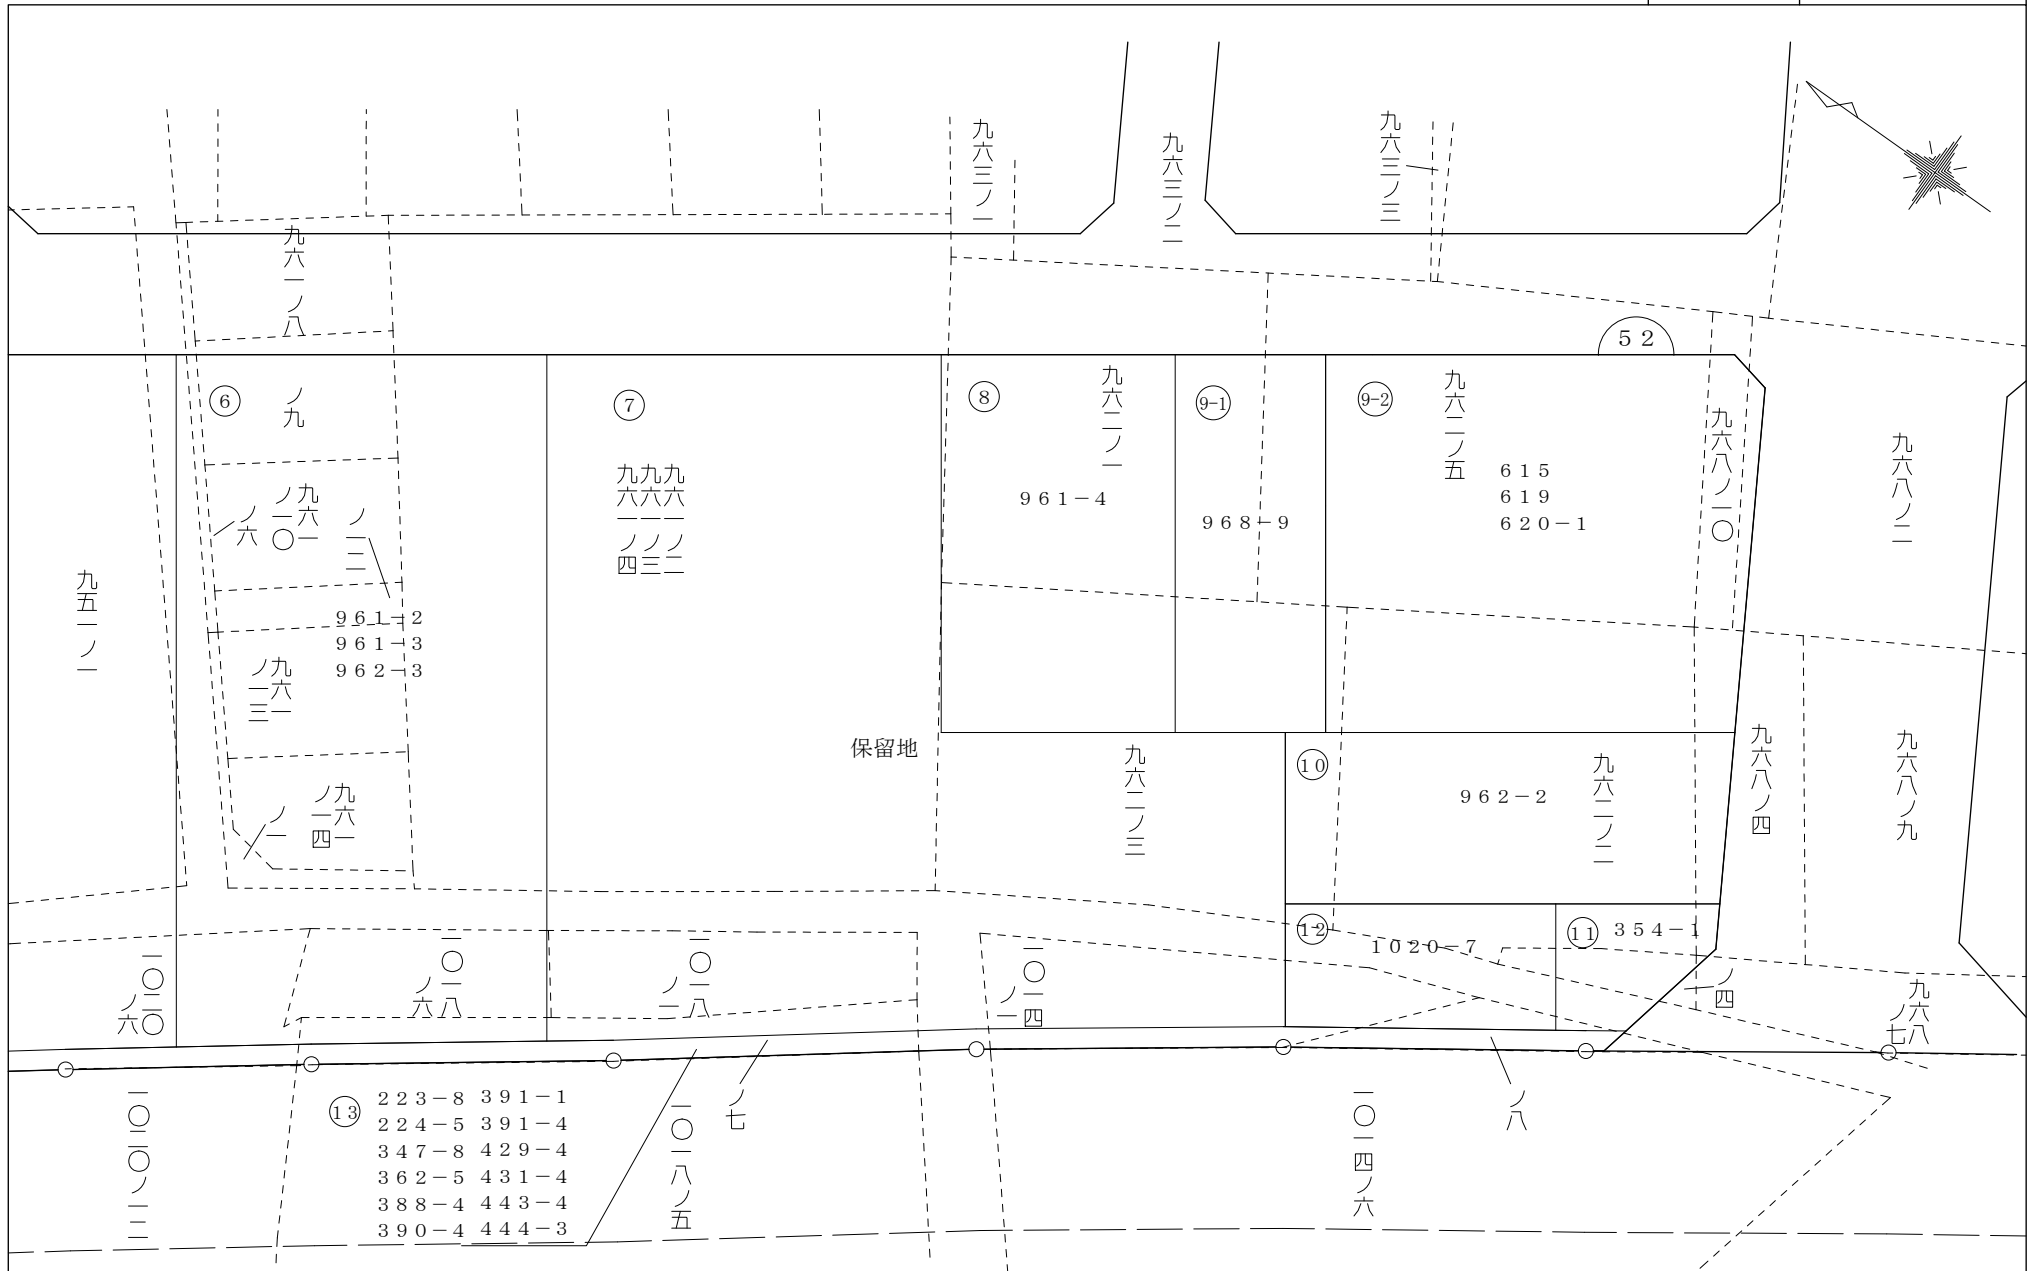 九六三ノ一
九六三ノ二
九六三ノ三
九六一ノ八
52
6
ノ九
7
8
九六二ノ一
9-1
9-2
九六二ノ五
九六八ノ一〇
九六八ノ二
九六一ノ二
九六一ノ三
九六一ノ四
961-4
968-9
615
619
620-1
九六一
ノ一〇
ノ六
ノ一二
九五一ノ一
961-2
961-3
962-3
九六一
ノ一三
保留地
九六二ノ三
10
962-2
九六二ノ二
九六八ノ四
九六八ノ九
九六一
ノ一四
ノ一
一〇二〇
ノ六
一〇一八
ノ六
一〇一八
ノ一
一〇一四
ノ一
12
1020-7
11
354-1
ノ四
九六八
ノ七
一〇二〇ノ一二
13
223-8 391-1
224-5 391-4
347-8 429-4
362-5 431-4
388-4 443-4
390-4 444-3
一〇一八ノ五
ノ七
一〇一四ノ六
ノ八